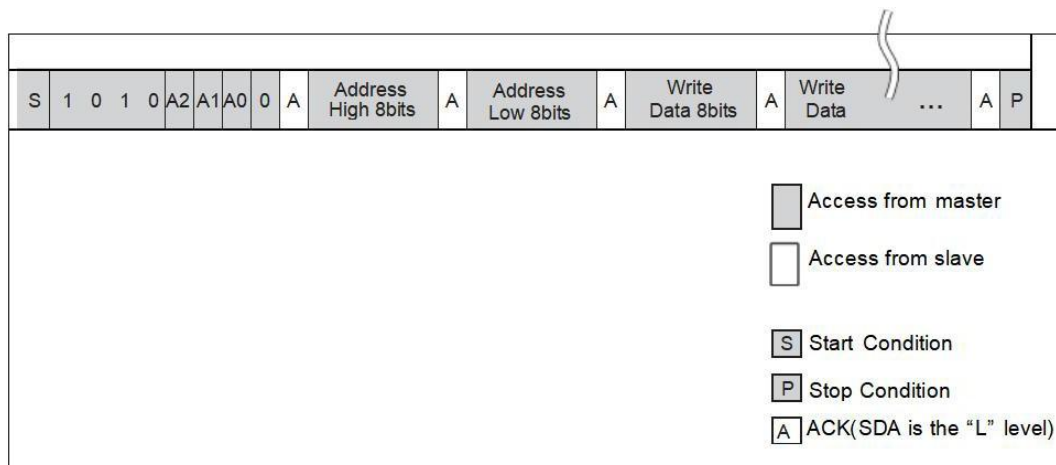 S 1 0 1 0 A2 A1 A0 0 A Address High 8bits A Address Low 8bits A Write Data 8bits A Write Data ... A P
Access from master
Access from slave
S Start Condition
P Stop Condition
A ACK(SDA is the “L” level)